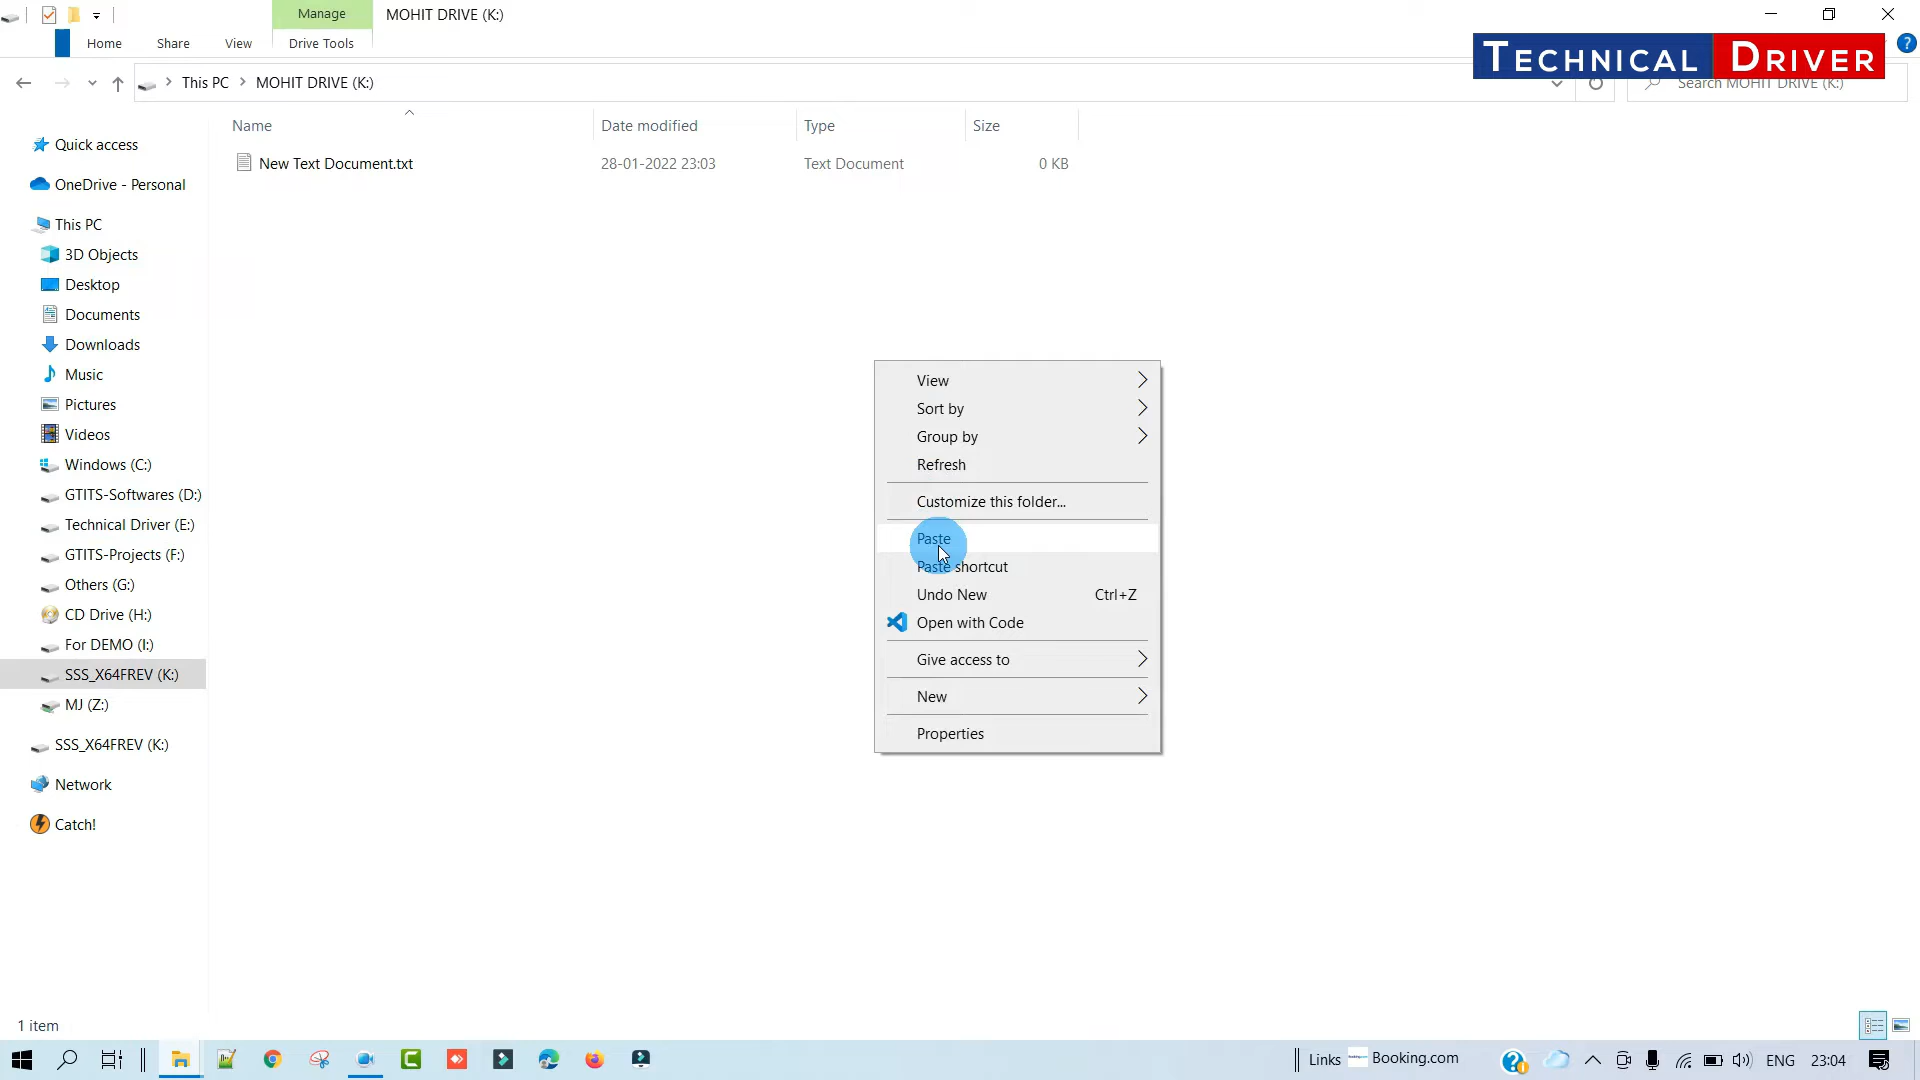 Manage
MOHIT DRIVE (K:)
Home
Share
View
Drive Tools
TECHNICAL DRIVER
This PC
MOHIT DRIVE (K:)
Search MOHIT DRIVE (K:)
Name
Date modified
Type
Size
New Text Document.txt
28-01-2022 23:03
Text Document
0 KB
Quick access
OneDrive - Personal
This PC
3D Objects
Desktop
Documents
Downloads
Music
Pictures
Videos
Windows (C:)
GTITS-Softwares (D:)
Technical Driver (E:)
GTITS-Projects (F:)
Others (G:)
CD Drive (H:)
For DEMO (I:)
SSS_X64FREV (K:)
MJ (Z:)
SSS_X64FREV (K:)
Network
Catch!
View
Sort by
Group by
Refresh
Customize this folder...
Paste
Paste shortcut
Undo New Ctrl+Z
Open with Code
Give access to
New
Properties
1 item
Links
Booking.com
ENG
23:04